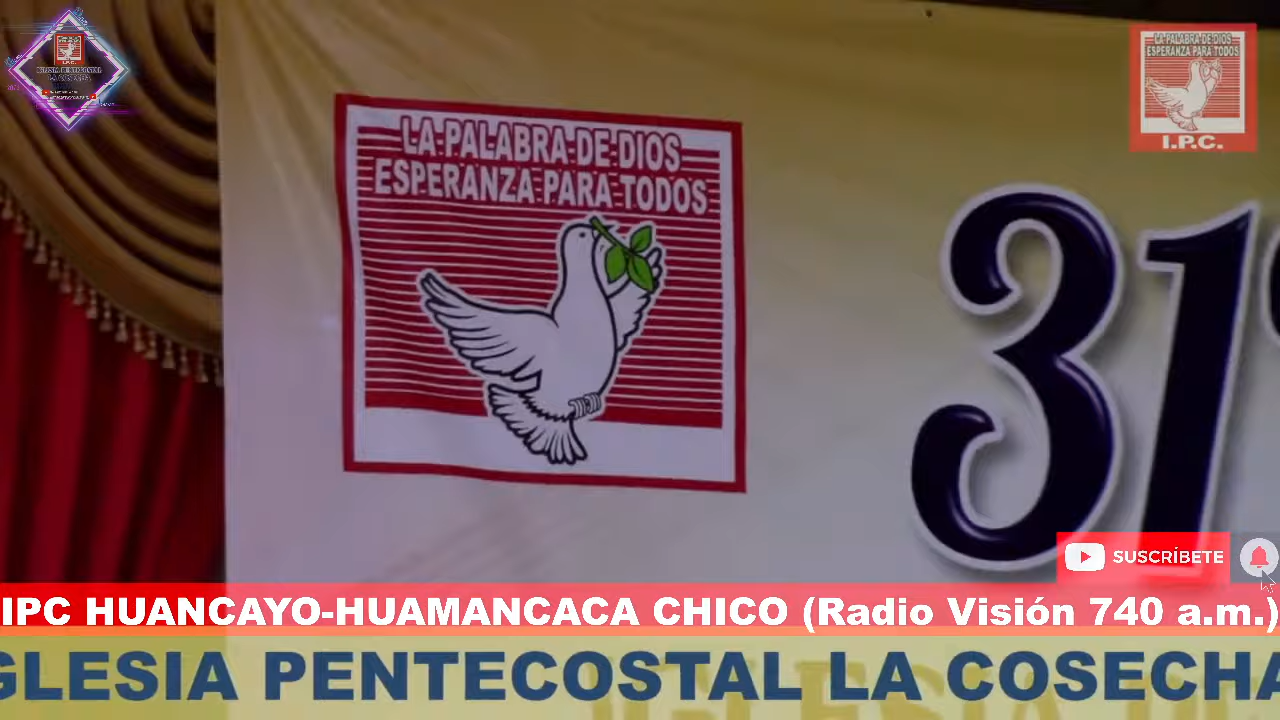 LA PALABRA DE DIOS
ESPERANZA PARA TODOS
I.P.C.
LA PALABRA DE DIOS
ESPERANZA PARA TODOS
31
SUSCRÍBETE
IPC HUANCAYO-HUAMANCACA CHICO (Radio Visión 740 a.m.)
GLESIA PENTECOSTAL LA COSECHA